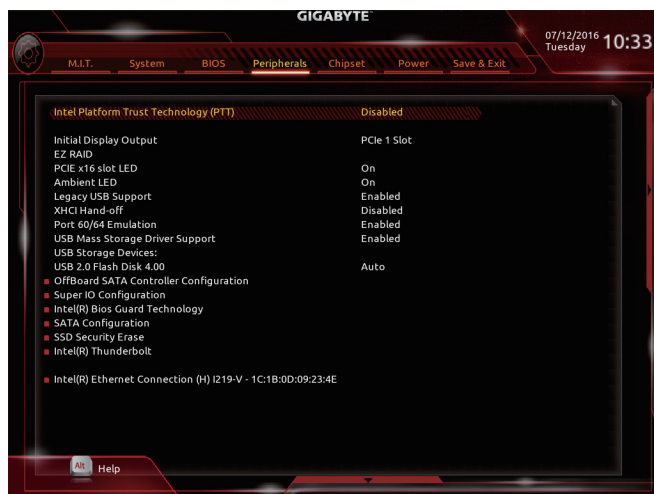 GIGABYTE™
07/12/2016
Tuesday
10:33
M.I.T. System BIOS Peripherals Chipset Power Save & Exit
Intel Platform Trust Technology (PTT) Disabled
Initial Display Output PCIe 1 Slot
EZ RAID
PCIE x16 slot LED On
Ambient LED On
Legacy USB Support Enabled
XHCI Hand-off Disabled
Port 60/64 Emulation Enabled
USB Mass Storage Driver Support Enabled
USB Storage Devices:
USB 2.0 Flash Disk 4.00 Auto
OffBoard SATA Controller Configuration
Super IO Configuration
Intel(R) Bios Guard Technology
SATA Configuration
SSD Security Erase
Intel(R) Thunderbolt
Intel(R) Ethernet Connection (H) I219-V - 1C:1B:0D:09:23:4E
Alt Help